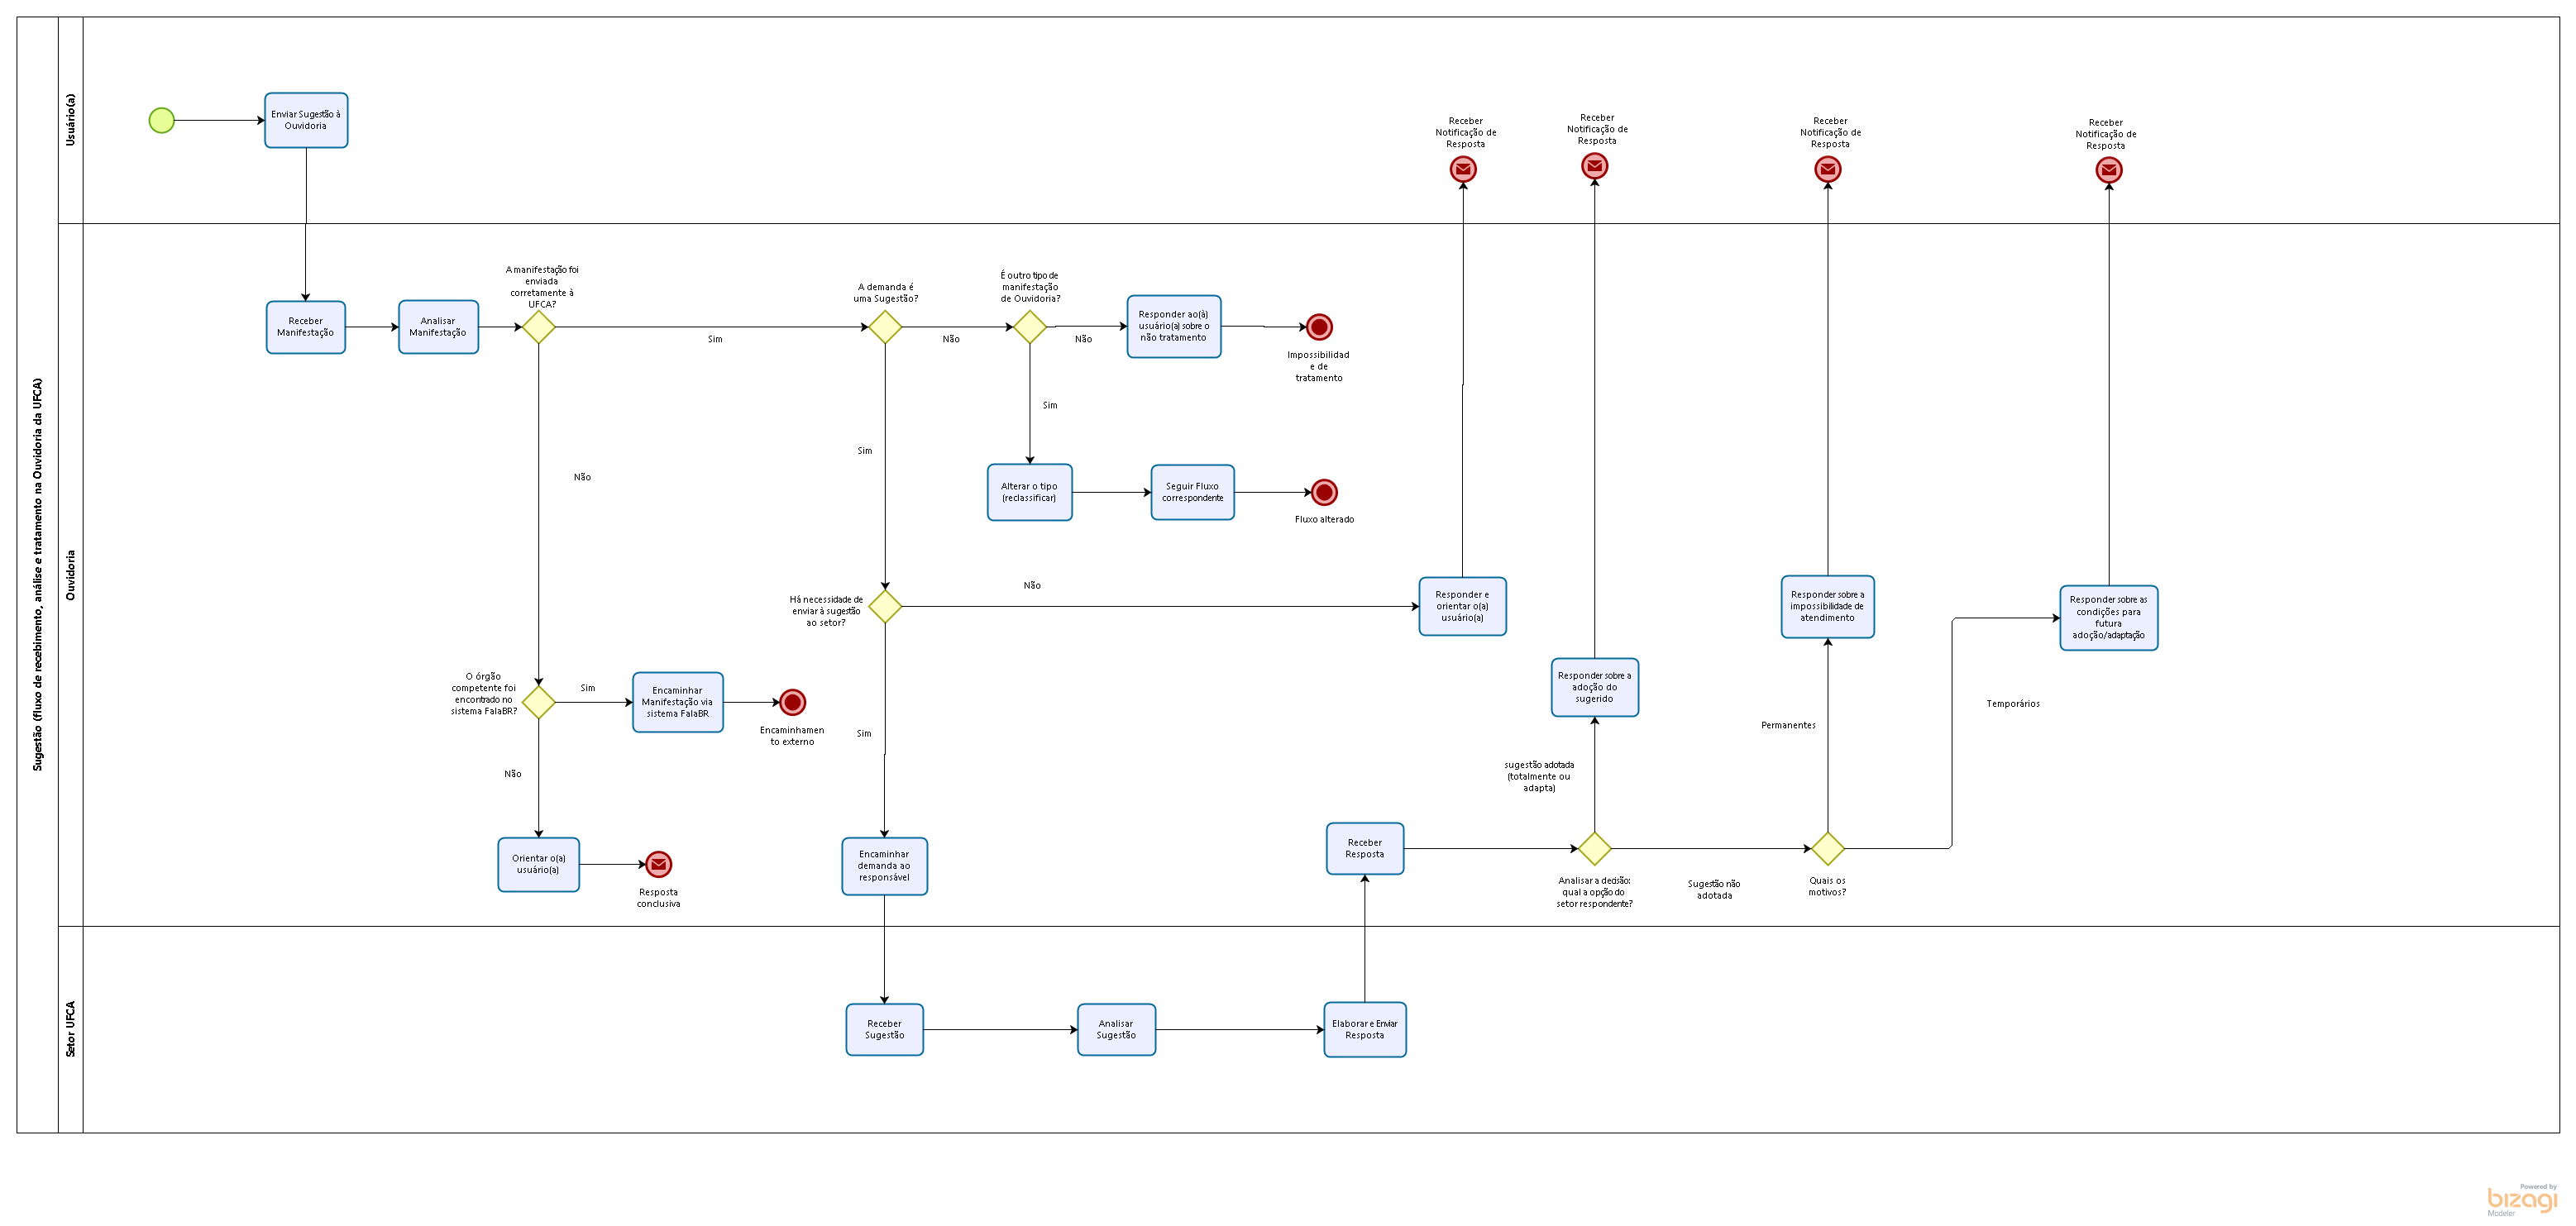 Sugestão (fluxo de recebimento, análise e tratamento na Ouvidoria da UFCA)
Usuário(a)
Enviar Sugestão à
Ouvidoria
Receber
Notificação de
Resposta
Receber
Notificação de
Resposta
Receber
Notificação de
Resposta
Receber
Notificação de
Resposta
Ouvidoria
Receber
Manifestação
Analisar
Manifestação
A manifestação foi
enviada
corretamente à
UFCA?
Sim
A demanda é
uma Sugestão?
Não
É outro tipo de
manifestação
de Ouvidoria?
Não
Responder ao(à)
usuário(a) sobre o
não tratamento
Impossibilidad
e de
tratamento
Sim
Sim
Não
Alterar o tipo
(reclassificar)
Seguir Fluxo
correspondente
Fluxo alterado
Há necessidade de
enviar à sugestão
ao setor?
Não
Responder e
orientar o(a)
usuário(a)
Responder sobre a
impossibilidade de
atendimento
Responder sobre as
condições para
futura
adoção/adaptação
O órgão
competente foi
encontrado no
sistema FalaBR?
Sim
Encaminhar
Manifestação via
sistema FalaBR
Encaminhamen
to externo
Sim
Responder sobre a
adoção do
sugerido
Permanentes
Temporários
Não
sugestão adotada
(totalmente ou
adapta)
Orientar o(a)
usuário(a)
Resposta
conclusiva
Encaminhar
demanda ao
responsável
Receber
Resposta
Analisar a decisão:
qual a opção do
setor respondente?
Sugestão não
adotada
Quais os
motivos?
Setor UFCA
Receber
Sugestão
Analisar
Sugestão
Elaborar e Enviar
Resposta
Powered by
bizagi
Modeler